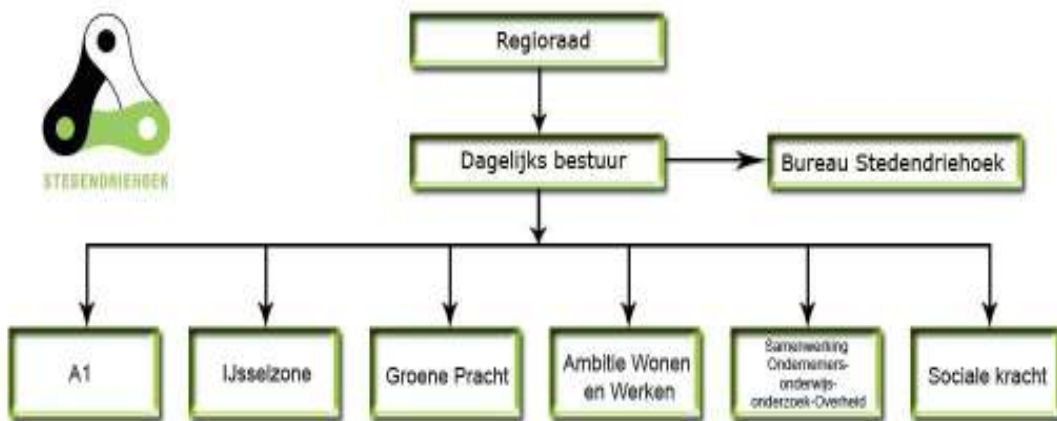 Regioraad
Dagelijks bestuur
Bureau Stedendriehoek
STEDENDRIEHOEK
A1
IJsselzone
Groene Pracht
Ambitie Wonen
en Werken
Samenwerking
Ondernemers-
onderwijs-
onderzoek-Overheid
Sociale kracht